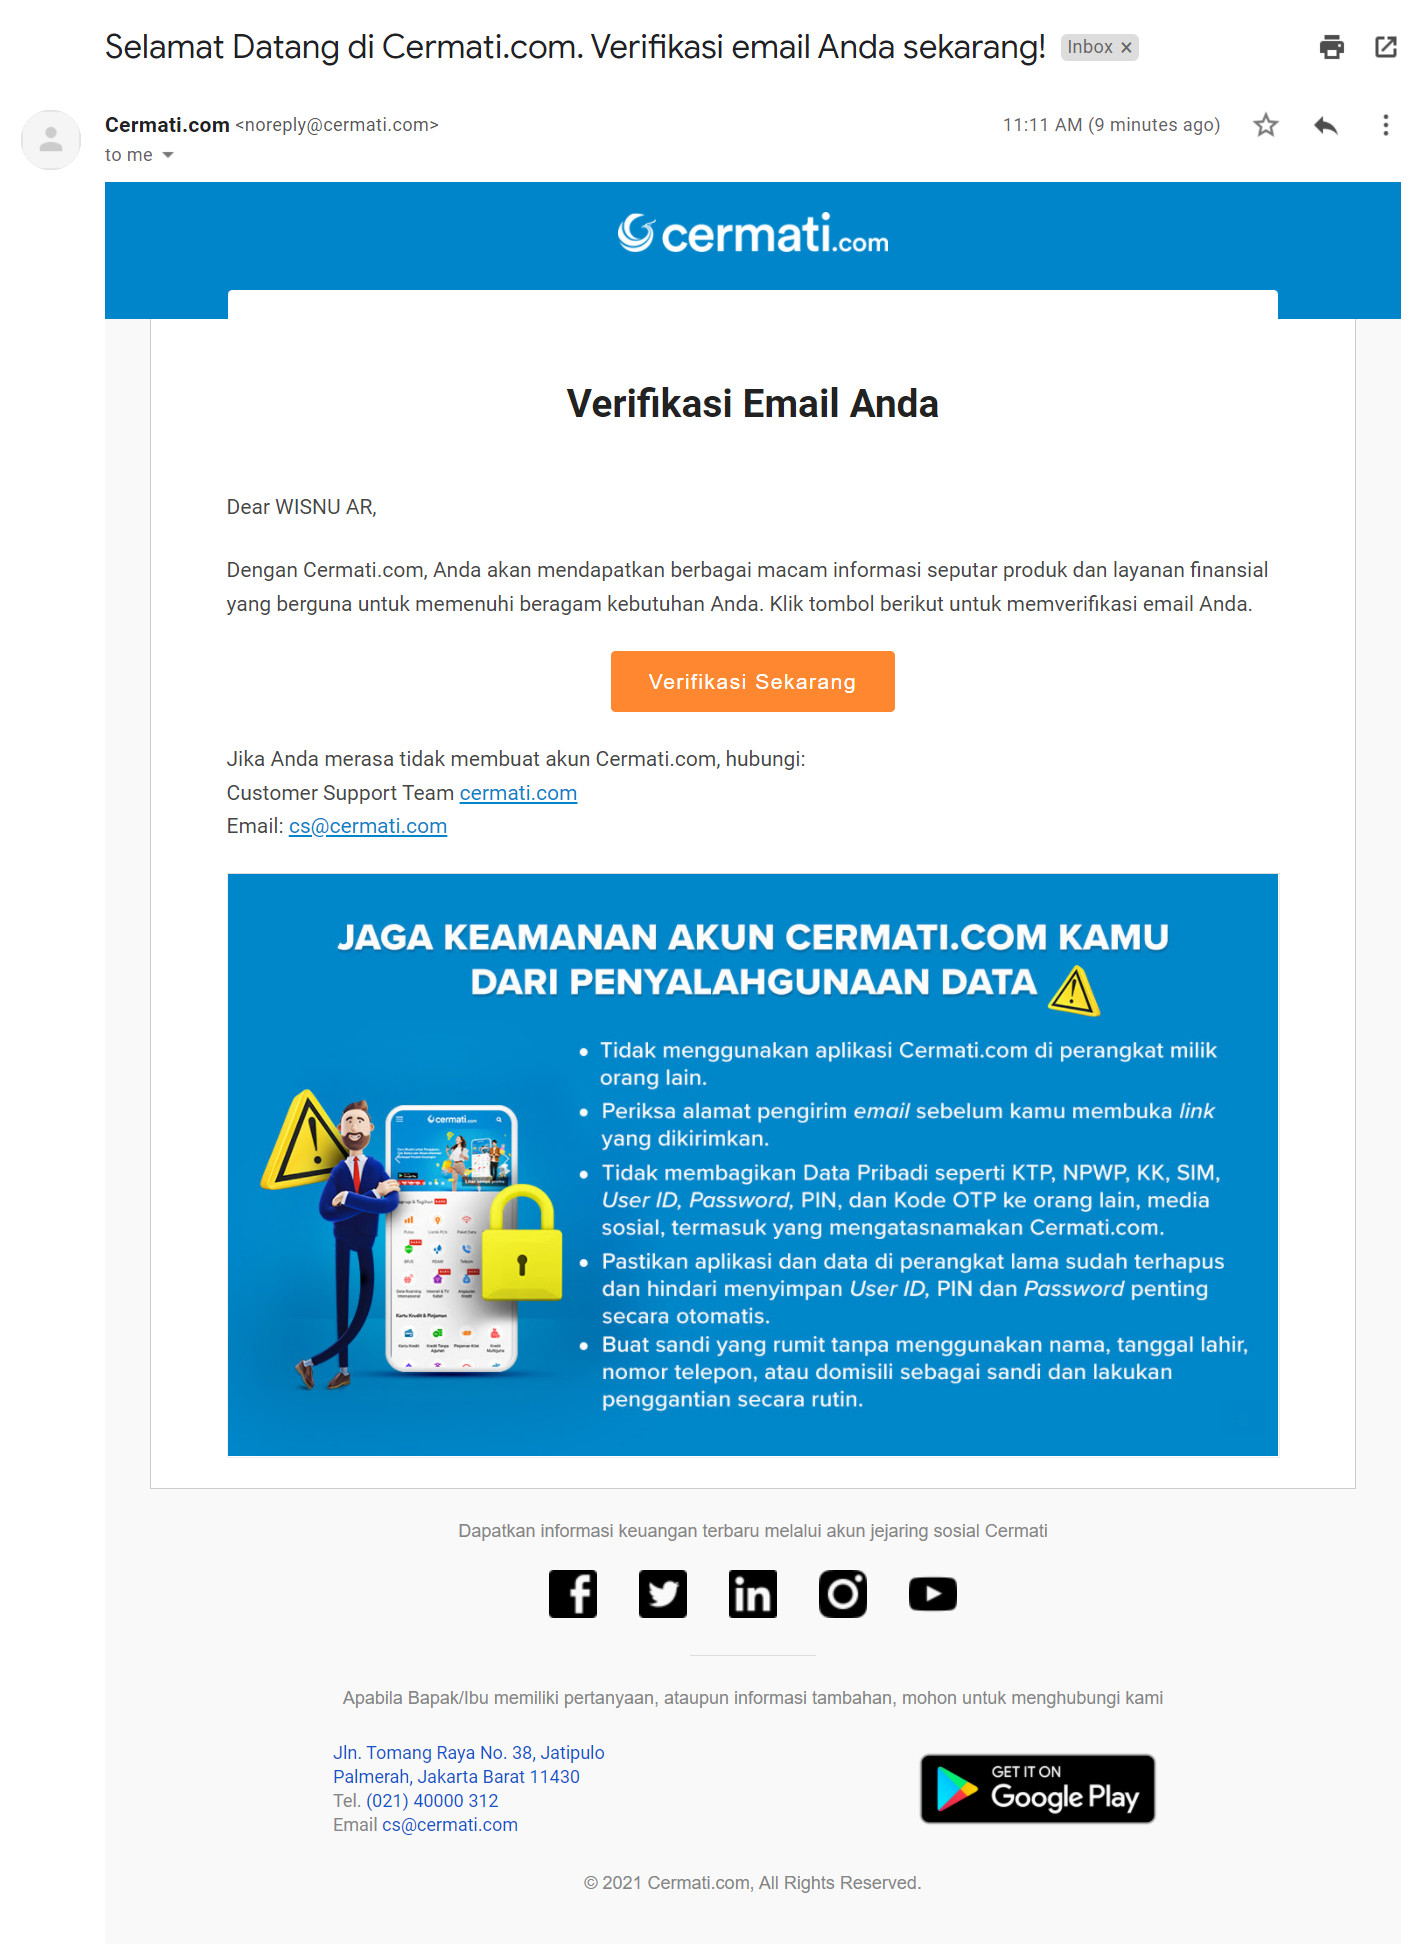 Selamat Datang di Cermati.com. Verifikasi email Anda sekarang!
Inbox ×
Cermati.com <noreply@cermati.com>
11:11 AM (9 minutes ago)
to me
cermati.com
Verifikasi Email Anda
Dear WISNU AR,
Dengan Cermati.com, Anda akan mendapatkan berbagai macam informasi seputar produk dan layanan finansial
yang berguna untuk memenuhi beragam kebutuhan Anda. Klik tombol berikut untuk memverifikasi email Anda.
Verifikasi Sekarang
Jika Anda merasa tidak membuat akun Cermati.com, hubungi:
Customer Support Team cermati.com
Email: cs@cermati.com
JAGA KEAMANAN AKUN CERMATI.COM KAMU
DARI PENYALAHGUNAAN DATA
• Tidak menggunakan aplikasi Cermati.com di perangkat milik
orang lain.
• Periksa alamat pengirim email sebelum kamu membuka link
yang dikirimkan.
• Tidak membagikan Data Pribadi seperti KTP, NPWP, KK, SIM,
User ID, Password, PIN, dan Kode OTP ke orang lain, media
sosial, termasuk yang mengatasnamakan Cermati.com.
• Pastikan aplikasi dan data di perangkat lama sudah terhapus
dan hindari menyimpan User ID, PIN dan Password penting
secara otomatis.
• Buat sandi yang rumit tanpa menggunakan nama, tanggal lahir,
nomor telepon, atau domisili sebagai sandi dan lakukan
penggantian secara rutin.
cermati.com
Kartu Kredit & Pinjaman
Dapatkan informasi keuangan terbaru melalui akun jejaring sosial Cermati
Apabila Bapak/Ibu memiliki pertanyaan, ataupun informasi tambahan, mohon untuk menghubungi kami
Jln. Tomang Raya No. 38, Jatipulo
Palmerah, Jakarta Barat 11430
Tel. (021) 40000 312
Email cs@cermati.com
GET IT ON
Google Play
© 2021 Cermati.com, All Rights Reserved.